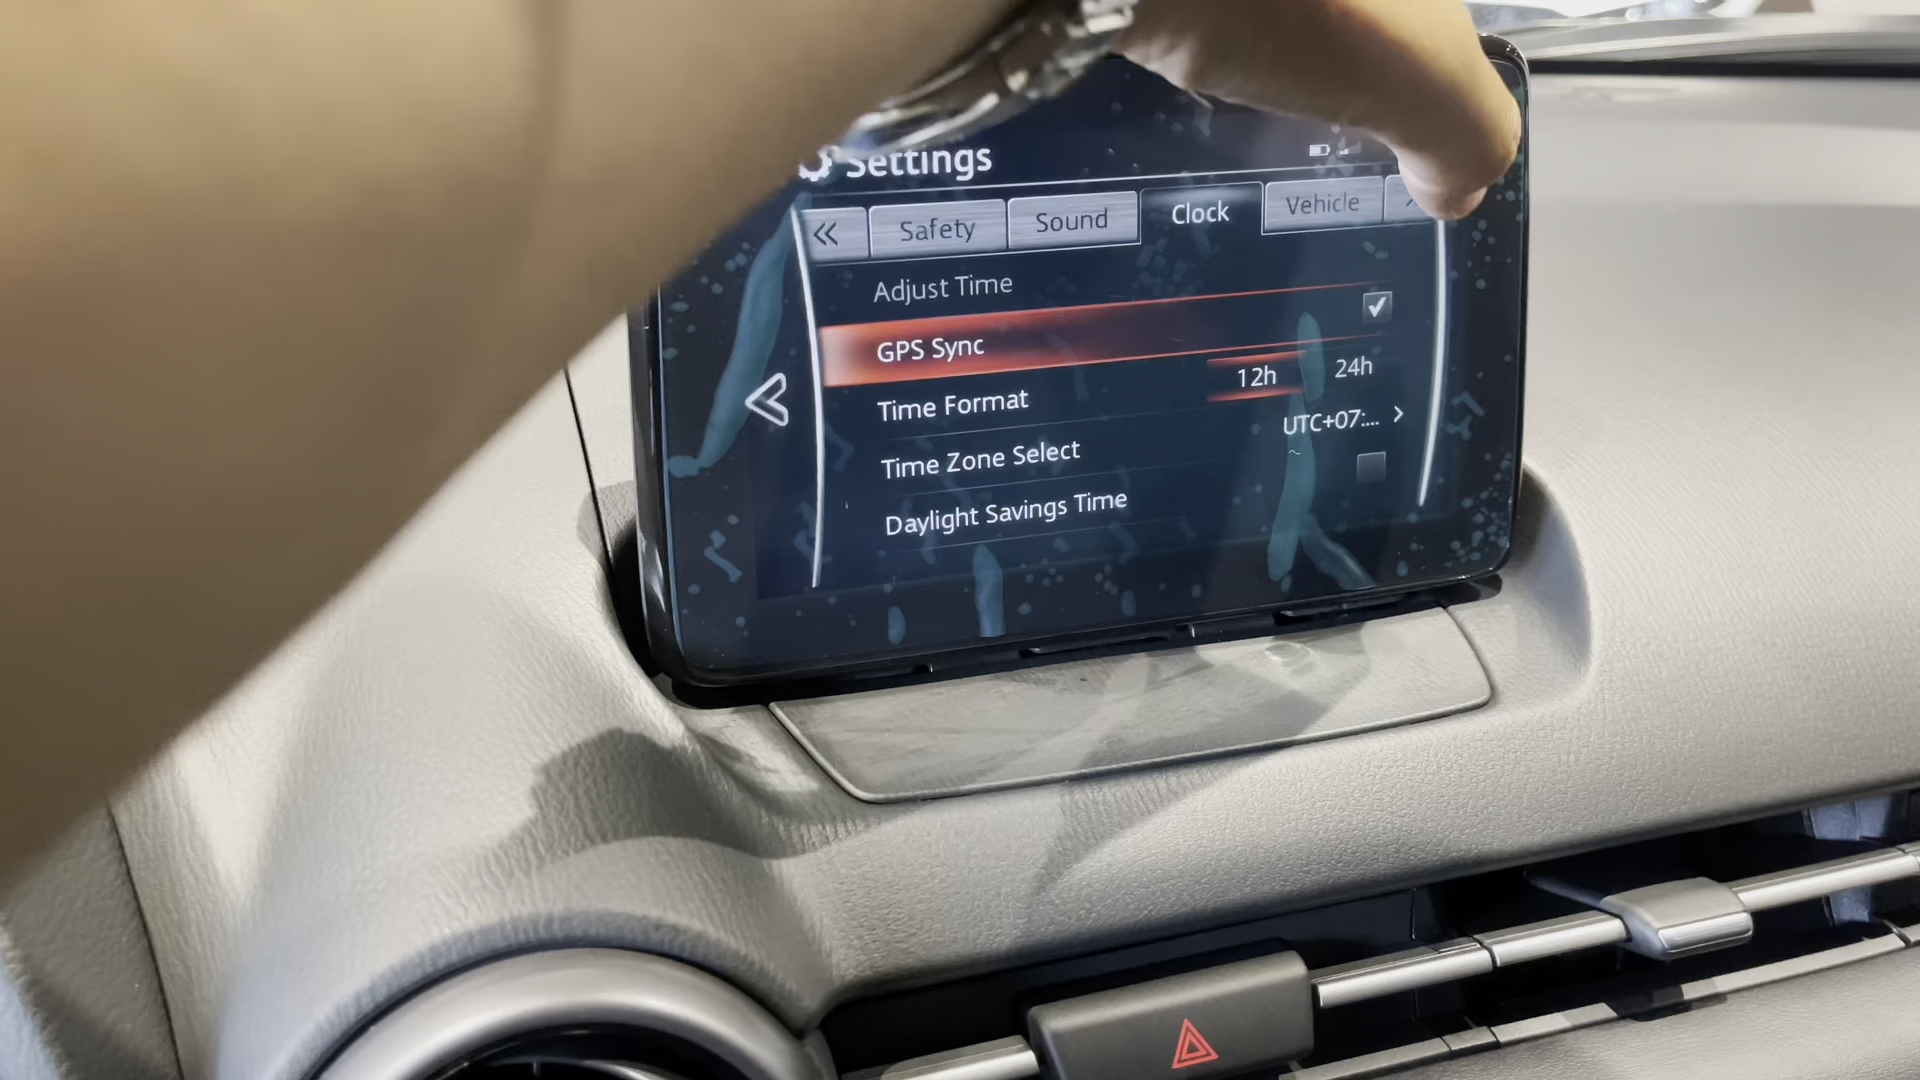 Settings
« Safety Sound Clock Vehicle
Adjust Time
GPS Sync
Time Format 12h 24h
Time Zone Select UTC+07:... >
Daylight Savings Time